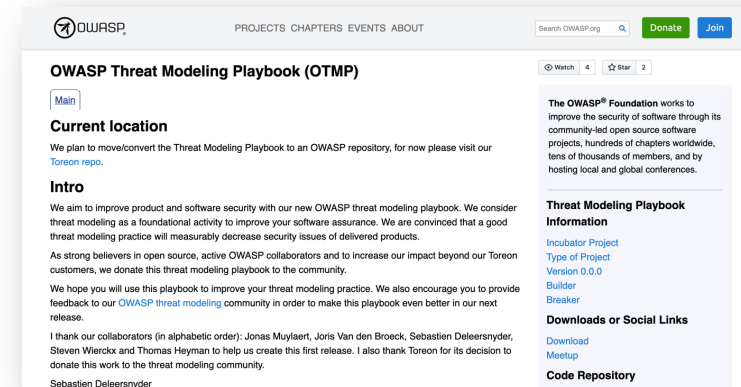 OWASP®
PROJECTS CHAPTERS EVENTS ABOUT
Search OWASP.org
Donate
Join
OWASP Threat Modeling Playbook (OTMP)
Main
Current location
We plan to move/convert the Threat Modeling Playbook to an OWASP repository, for now please visit our
Toreon repo.
Intro
We aim to improve product and software security with our new OWASP threat modeling playbook. We consider
threat modeling as a foundational activity to improve your software assurance. We are convinced that a good
threat modeling practice will measurably decrease security issues of delivered products.
As strong believers in open source, active OWASP collaborators and to increase our impact beyond our Toreon
customers, we donate this threat modeling playbook to the community.
We hope you will use this playbook to improve your threat modeling practice. We also encourage you to provide
feedback to our OWASP threat modeling community in order to make this playbook even better in our next
release.
I thank our collaborators (in alphabetic order): Jonas Muylaert, Joris Van den Broeck, Sebastien Deleersnyder,
Steven Wierckx and Thomas Heyman to help us create this first release. I also thank Toreon for its decision to
donate this work to the threat modeling community.
Sebastien Deleersnyder
Watch 4 Star 2
The OWASP® Foundation works to
improve the security of software through its
community-led open source software
projects, hundreds of chapters worldwide,
tens of thousands of members, and by
hosting local and global conferences.
Threat Modeling Playbook
Information
Incubator Project
Type of Project
Version 0.0.0
Builder
Breaker
Downloads or Social Links
Download
Meetup
Code Repository